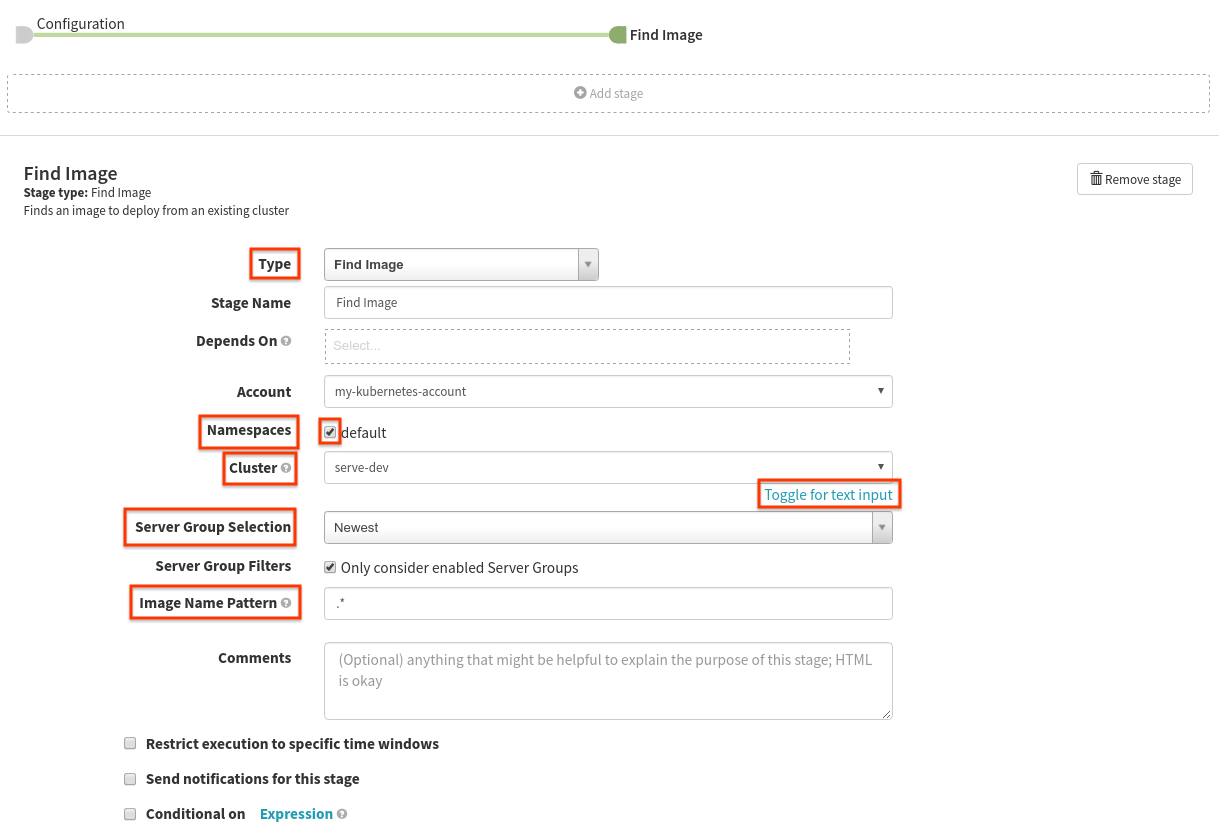 Configuration
Find Image
Add stage
Find Image
Remove stage
Stage type: Find Image
Finds an image to deploy from an existing cluster
Type Find Image
Stage Name Find Image
Depends On Select...
Account my-kubernetes-account
Namespaces default
Cluster serve-dev
Toggle for text input
Server Group Selection Newest
Server Group Filters Only consider enabled Server Groups
Image Name Pattern .*
Comments (Optional) anything that might be helpful to explain the purpose of this stage; HTML
is okay
Restrict execution to specific time windows
Send notifications for this stage
Conditional on Expression